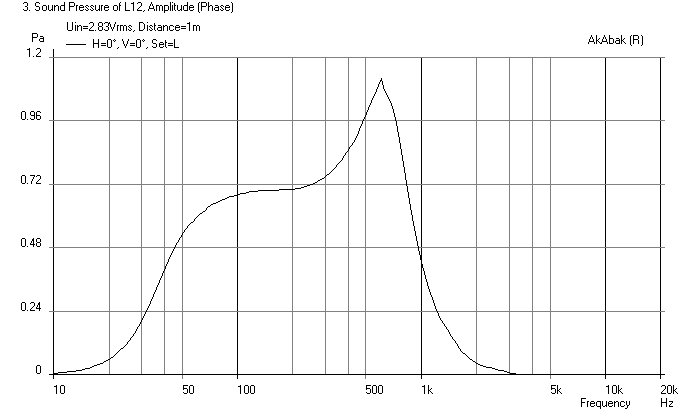 3. Sound Pressure of L12, Amplitude (Phase)
Uin=2.83Vrms, Distance=1m
Pa — H=0°, V=0°, Set=L AkAbak (R)
1.2
0.96
0.72
0.48
0.24
0
10 50 100 500 1k 5k 10k 20k
Frequency Hz